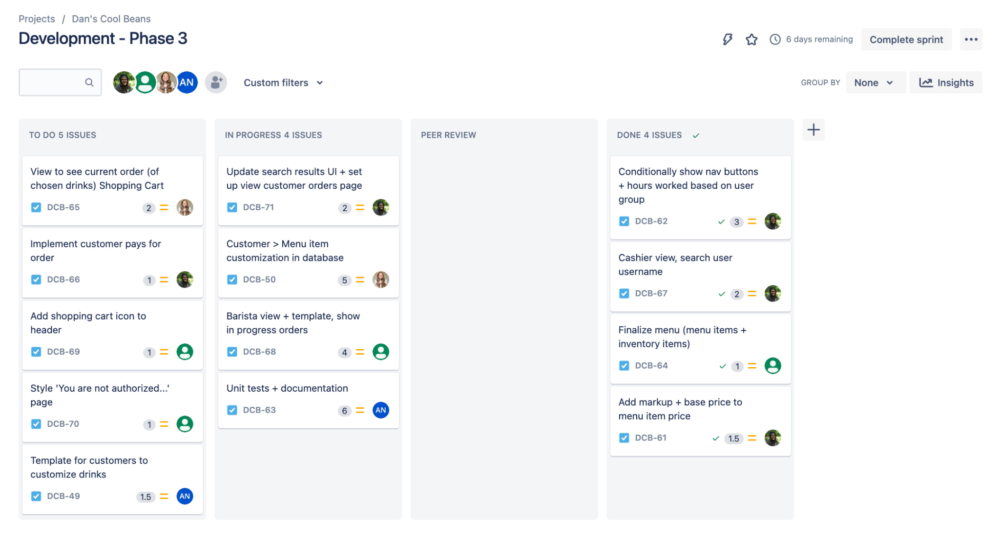 Projects / Dan's Cool Beans
Development - Phase 3
6 days remaining
Complete sprint
AN
Custom filters
GROUP BY
None
Insights
TO DO 5 ISSUES
View to see current order (of
chosen drinks) Shopping Cart
DCB-65
2
Implement customer pays for
order
DCB-66
1
Add shopping cart icon to
header
DCB-69
1
Style 'You are not authorized...'
page
DCB-70
1
Template for customers to
customize drinks
DCB-49
1.5
AN
IN PROGRESS 4 ISSUES
Update search results UI + set
up view customer orders page
DCB-71
2
Customer > Menu item
customization in database
DCB-50
5
Barista view + template, show
in progress orders
DCB-68
4
Unit tests + documentation
DCB-63
6
AN
PEER REVIEW
DONE 4 ISSUES
Conditionally show nav buttons
+ hours worked based on user
group
DCB-62
3
Cashier view, search user
username
DCB-67
2
Finalize menu (menu items +
inventory items)
DCB-64
1
Add markup + base price to
menu item price
DCB-61
1.5